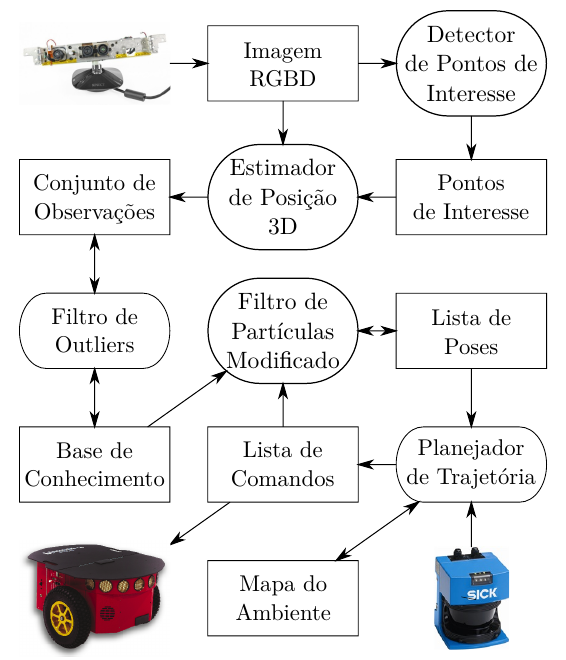 Imagem
RGBD
Detector
de Pontos de
Interesse
Conjunto de
Observações
Estimador
de Posição
3D
Pontos
de Interesse
Filtro de
Outliers
Filtro de
Partículas
Modificado
Lista de
Poses
Base de
Conhecimento
Lista de
Comandos
Planejador
de Trajetória
Mapa do
Ambiente
SICK